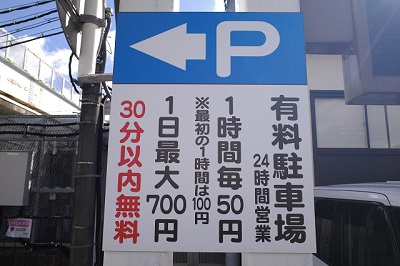 P
有料駐車場
24時間営業
1時間毎50円
※最初の1時間は100円
1日最大700円
30分以内無料